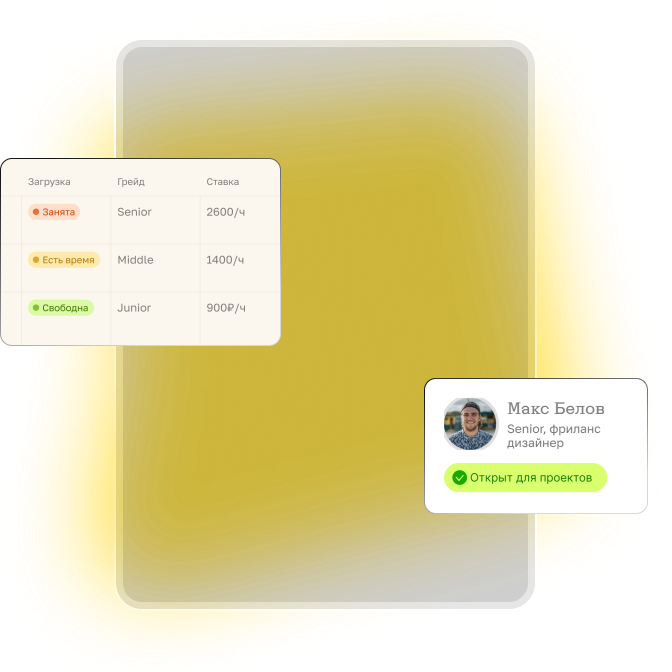 Загрузка Грейд Ставка
Занята Senior 2600/ч
Есть время Middle 1400/ч
Свободна Junior 900₽/ч
Макс Белов
Senior, фриланс
дизайнер
Открыт для проектов